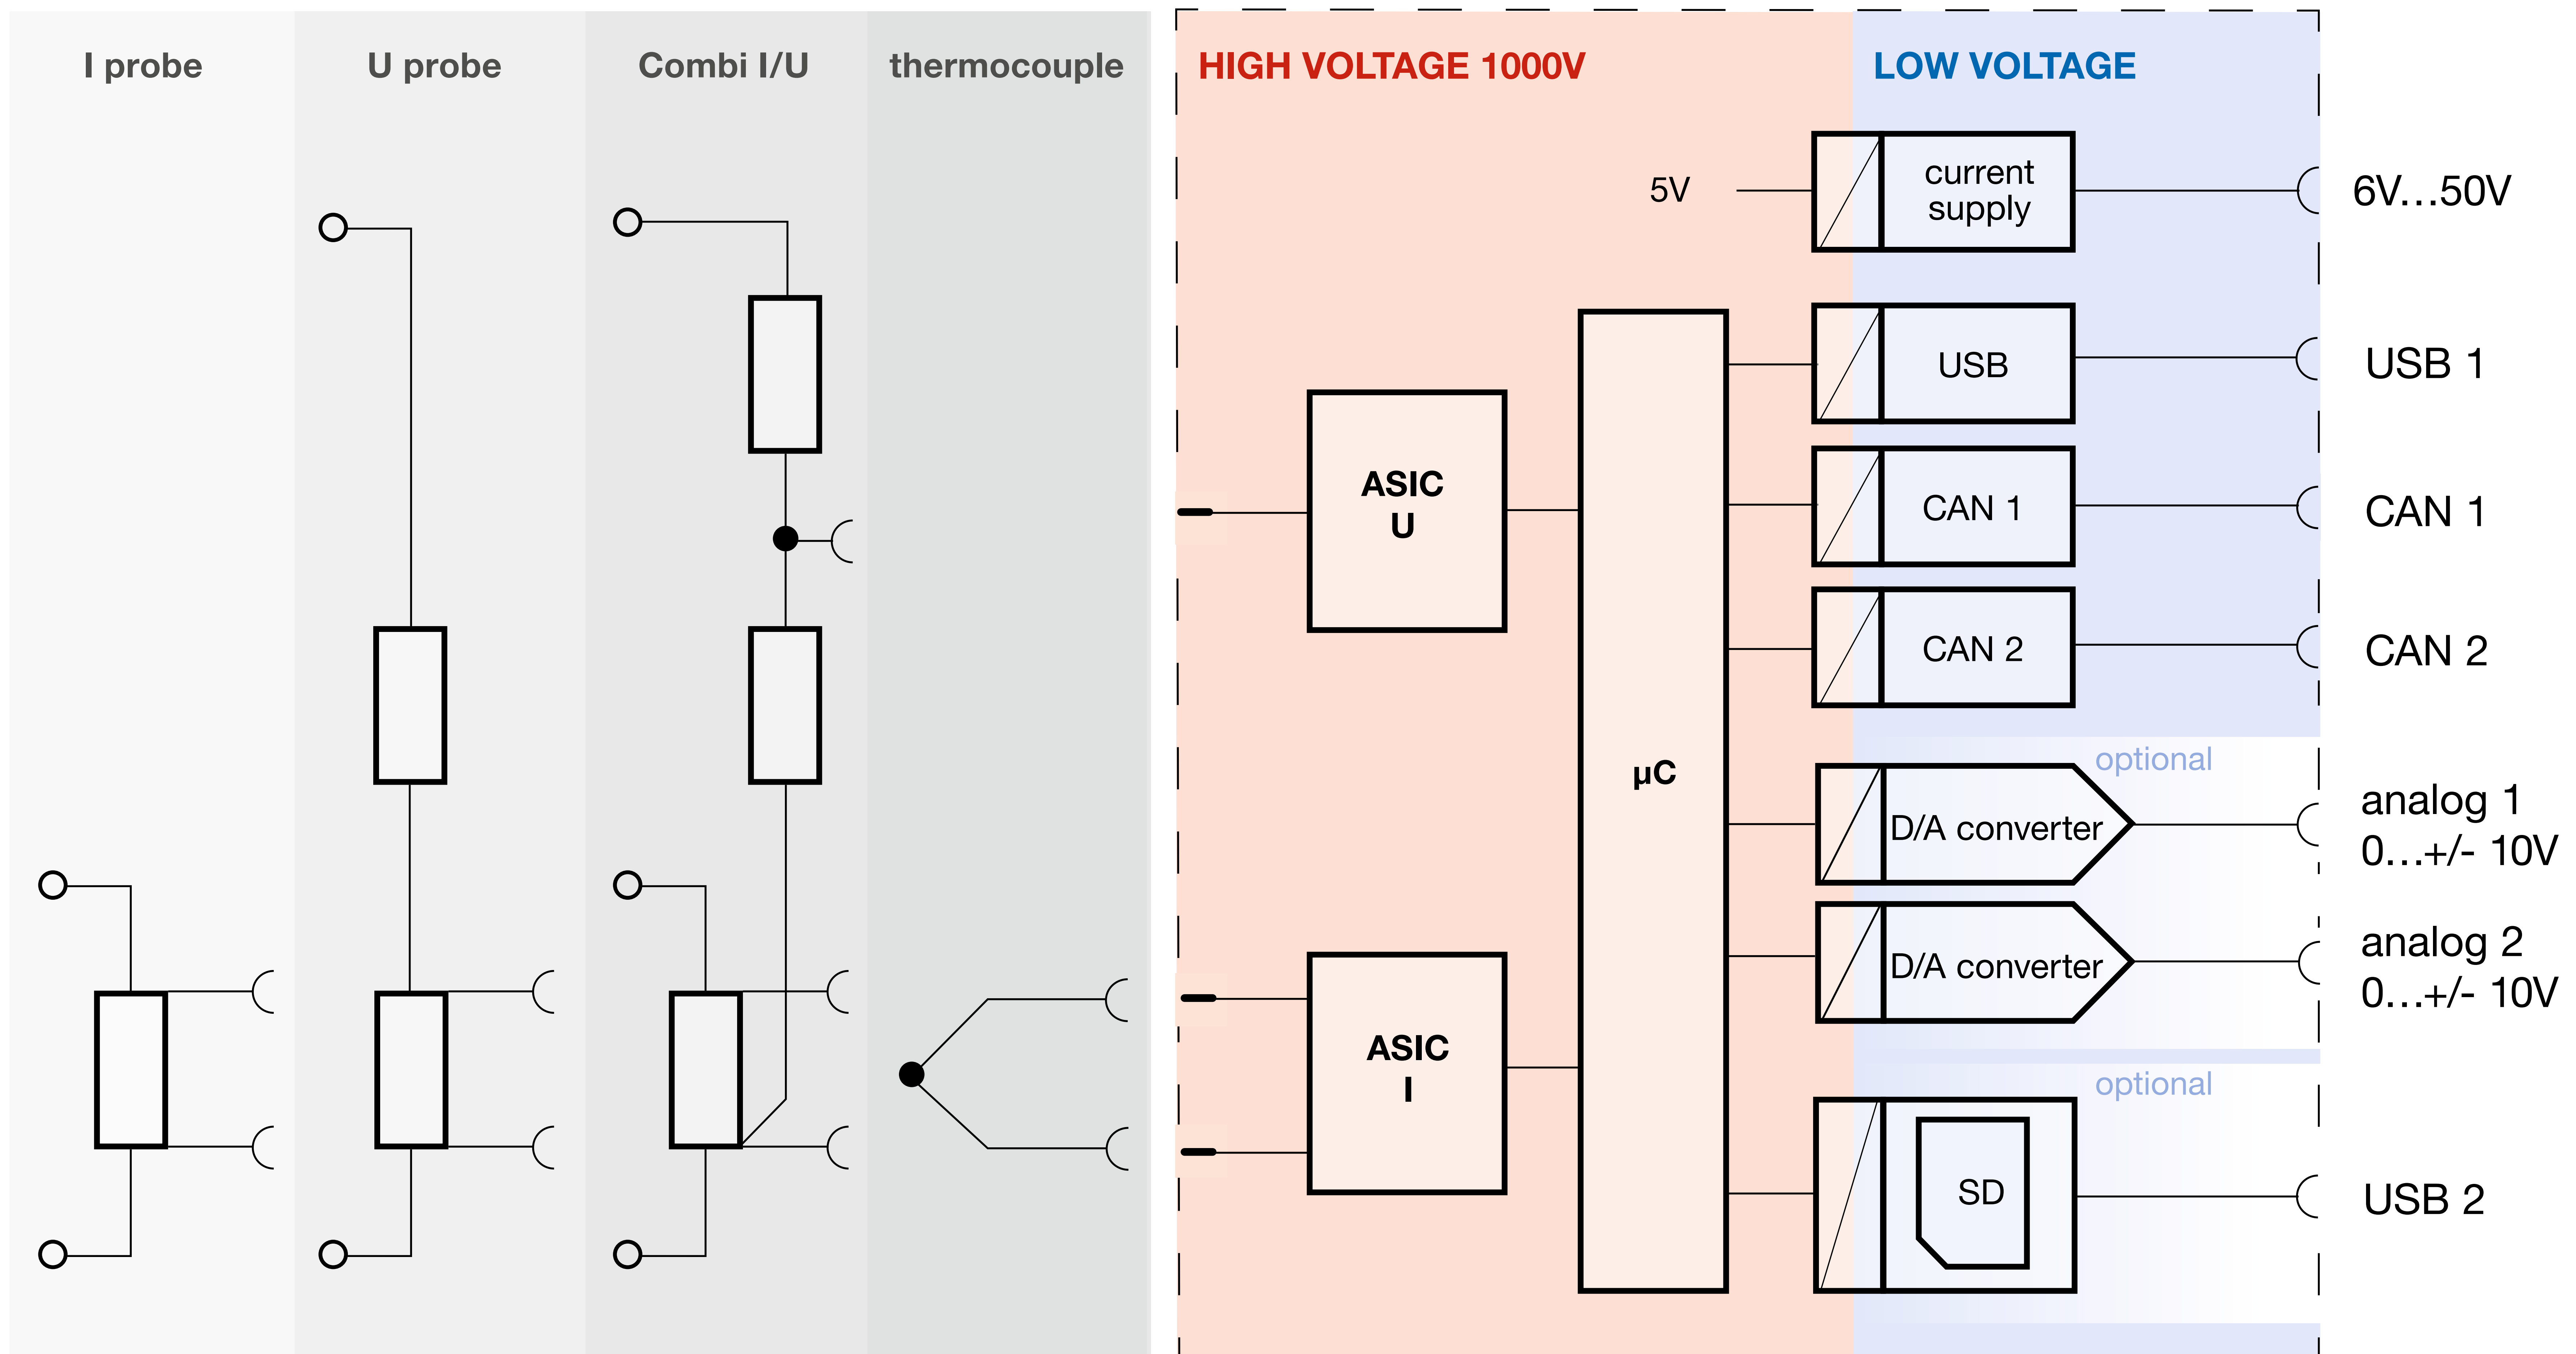 I probe
U probe
Combi I/U
thermocouple
HIGH VOLTAGE 1000V
LOW VOLTAGE
5V
current
supply
6V...50V
USB
USB 1
ASIC
U
CAN 1
CAN 1
CAN 2
CAN 2
µC
optional
D/A converter
analog 1
0...+/- 10V
D/A converter
analog 2
0...+/- 10V
ASIC
I
optional
SD
USB 2